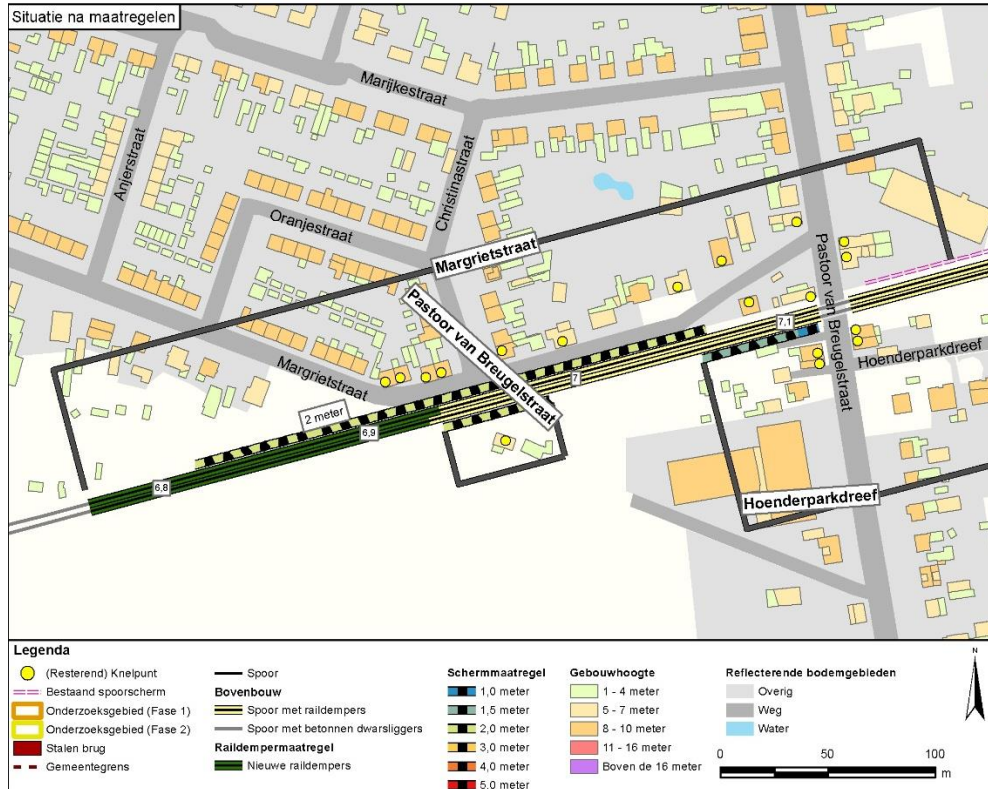 Situatie na maatregelen
Marijkestraat
Anjerstraat
Christinastraat
Oranjestraat
Margrietstraat
Pastoor van Breugelstraat
Pastoor van Breugelstraat
7,1
Hoenderparkdreef
Margrietstraat
7
2 meter
6,9
6,8
Hoenderparkdreef
Legenda
(Resterend) Knelpunt
Bestaand spoorscherm
Onderzoeksgebied (Fase 1)
Onderzoeksgebied (Fase 2)
Stalen brug
Gemeentegrens
Spoor
Bovenbouw
Spoor met raildempers
Spoor met betonnen dwarsliggers
Raildempermaatregel
Nieuwe raildempers
Schermmaatregel
1,0 meter
1,5 meter
2,0 meter
3,0 meter
4,0 meter
5,0 meter
Gebouwhoogte
1 - 4 meter
5 - 7 meter
8 - 10 meter
11 - 16 meter
Boven de 16 meter
Reflecterende bodemgebieden
Overig
Weg
Water
N
0 50 100
m